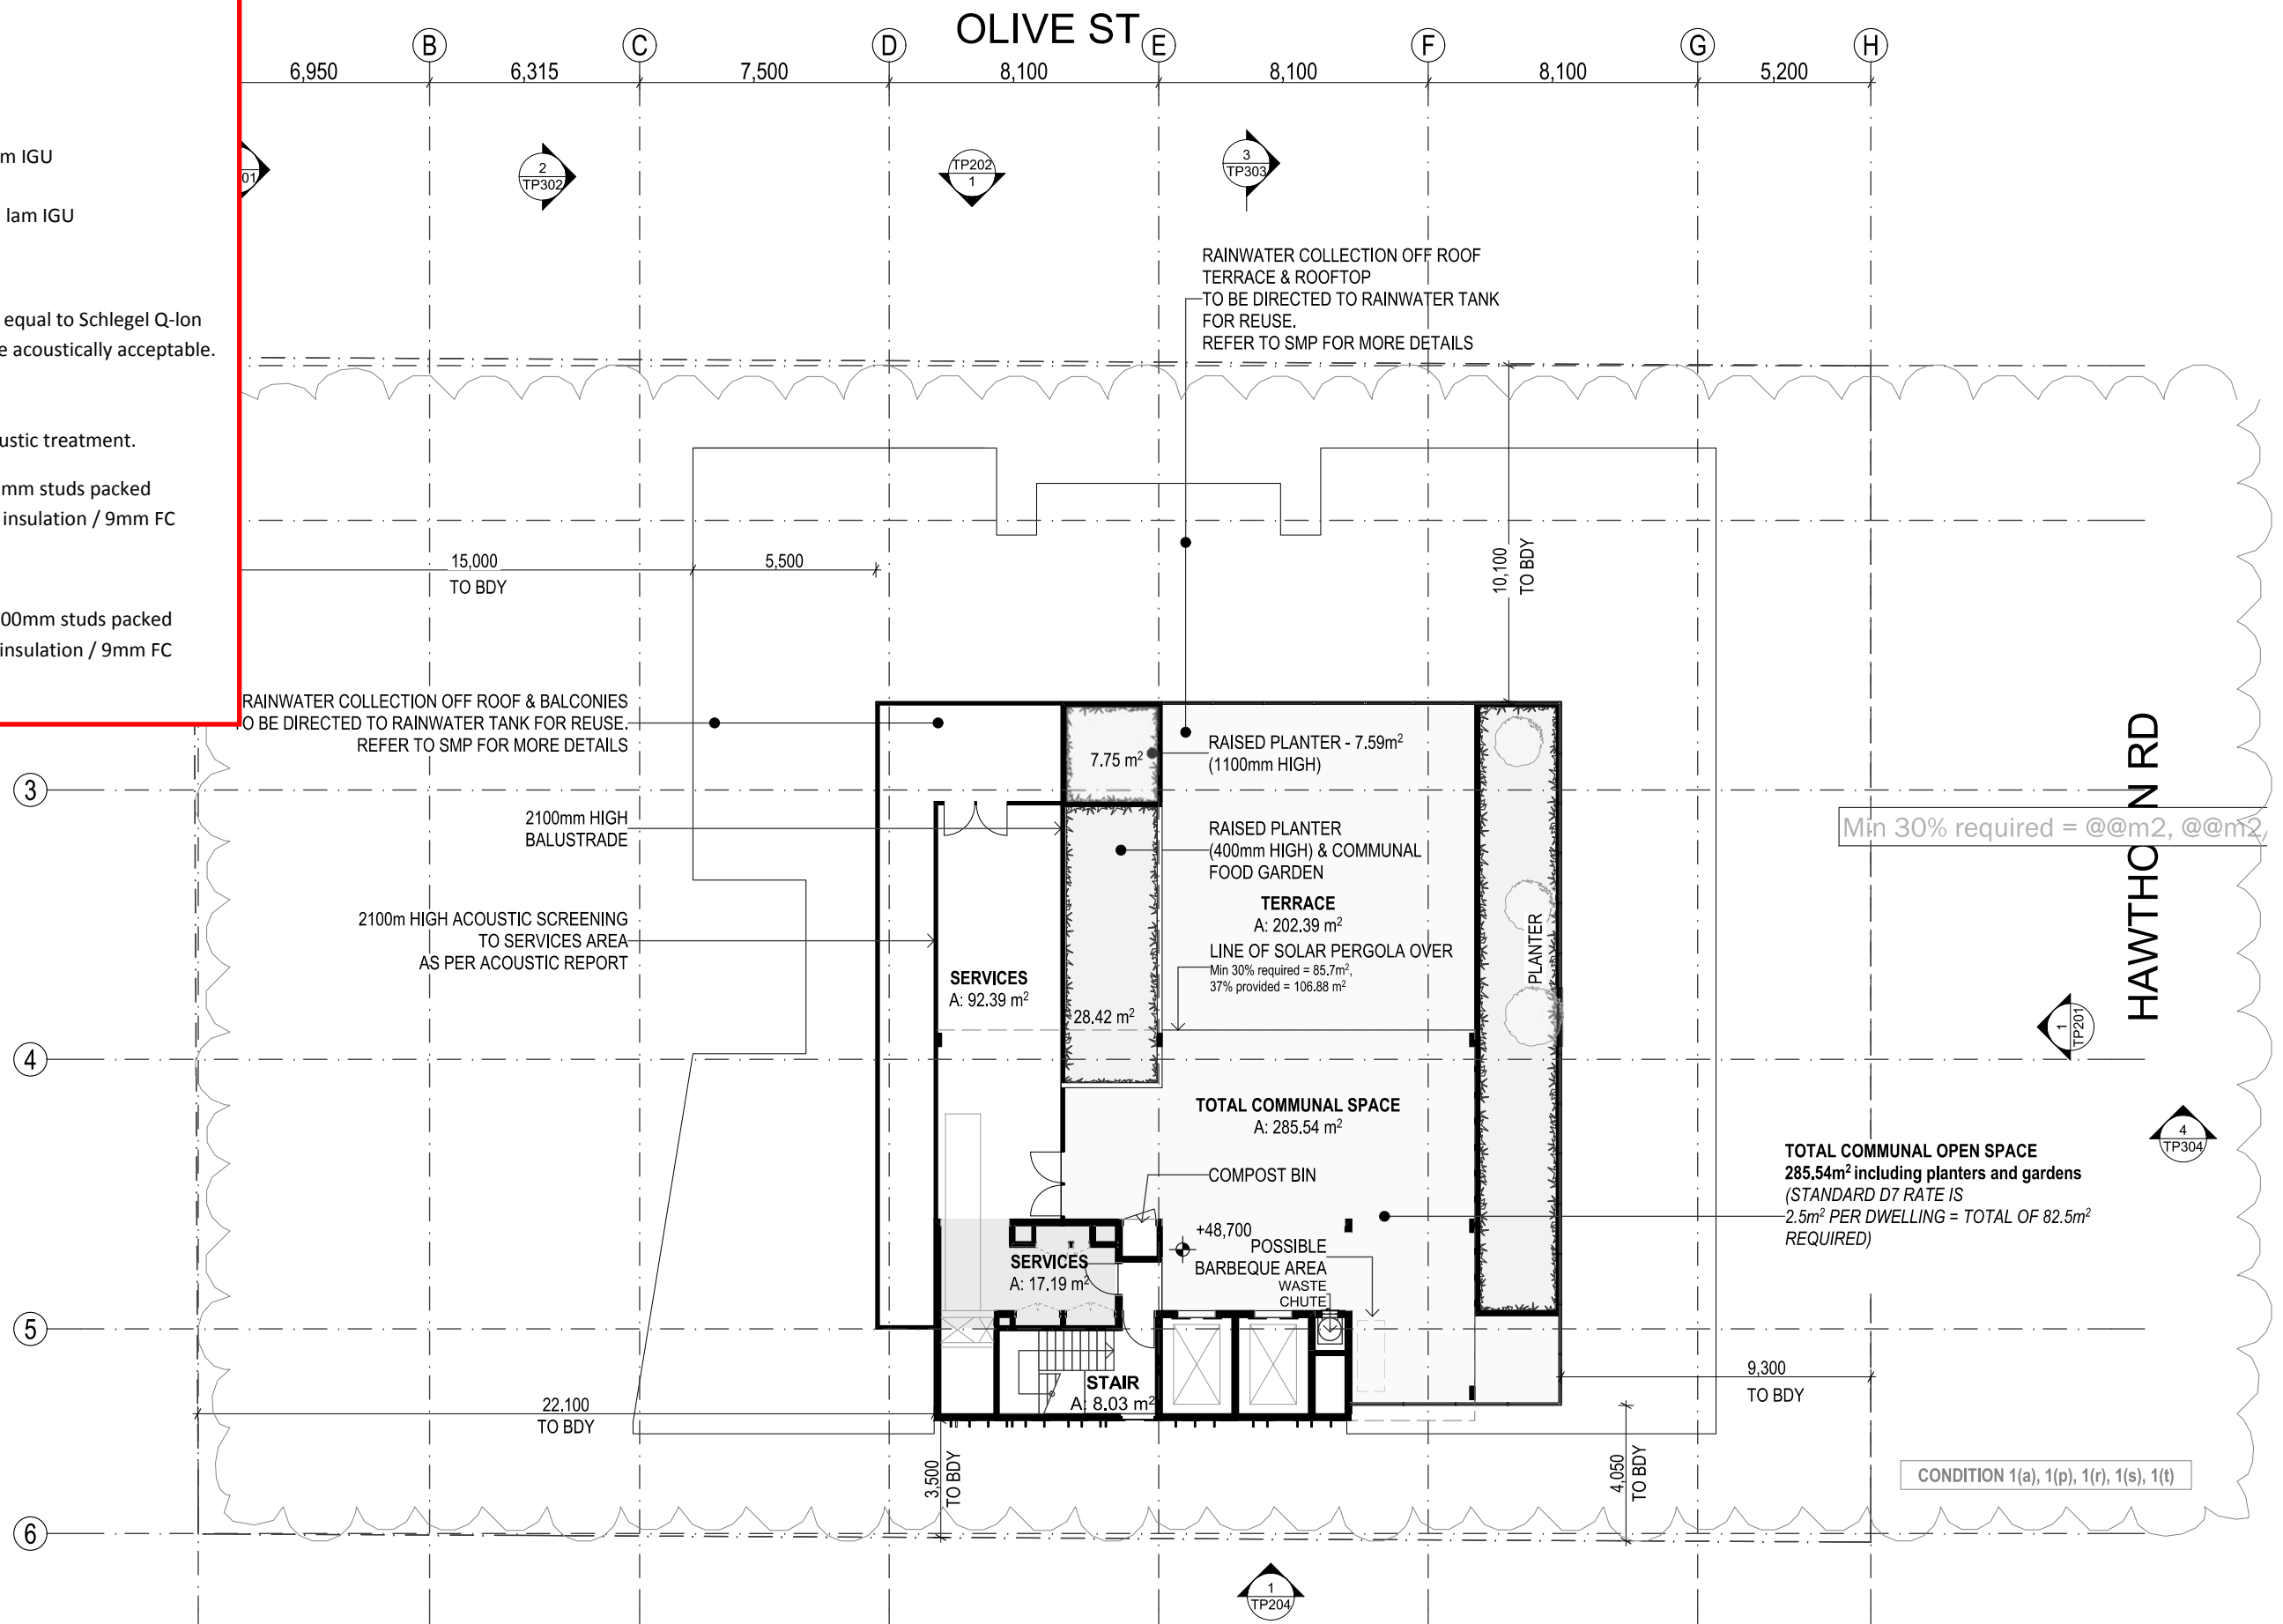 OLIVE ST
B
C
D
E
F
G
H
6,950
6,315
7,500
8,100
8,100
8,100
5,200
m IGU
lam IGU
equal to Schlegel Q-lon
e acoustically acceptable.
ustic treatment.
mm studs packed
insulation / 9mm FC
00mm studs packed
insulation / 9mm FC
01
2
TP302
TP202
1
3
TP303
RAINWATER COLLECTION OFF ROOF
TERRACE & ROOFTOP
TO BE DIRECTED TO RAINWATER TANK
FOR REUSE.
REFER TO SMP FOR MORE DETAILS
15,000
TO BDY
5,500
10,100
TO BDY
RAINWATER COLLECTION OFF ROOF & BALCONIES
TO BE DIRECTED TO RAINWATER TANK FOR REUSE.
REFER TO SMP FOR MORE DETAILS
7.75 m²
RAISED PLANTER - 7.59m²
(1100mm HIGH)
3
2100mm HIGH
BALUSTRADE
RAISED PLANTER
(400mm HIGH) & COMMUNAL
FOOD GARDEN
Min 30% required = @@m2, @@m2,
HAWTHORN RD
TERRACE
A: 202.39 m²
2100m HIGH ACOUSTIC SCREENING
TO SERVICES AREA
AS PER ACOUSTIC REPORT
LINE OF SOLAR PERGOLA OVER
Min 30% required = 85.7m²,
37% provided = 106.88 m²
PLANTER
SERVICES
A: 92.39 m²
28.42 m²
1
TP201
4
TOTAL COMMUNAL SPACE
A: 285.54 m²
4
TP304
TOTAL COMMUNAL OPEN SPACE
285.54m² including planters and gardens
(STANDARD D7 RATE IS
2.5m² PER DWELLING = TOTAL OF 82.5m²
REQUIRED)
COMPOST BIN
+48,700
POSSIBLE
BARBEQUE AREA
WASTE
CHUTE
SERVICES
A: 17.19 m²
5
STAIR
A: 8.03 m²
9,300
TO BDY
22,100
TO BDY
3,500
TO BDY
4,050
TO BDY
CONDITION 1(a), 1(p), 1(r), 1(s), 1(t)
6
1
TP204